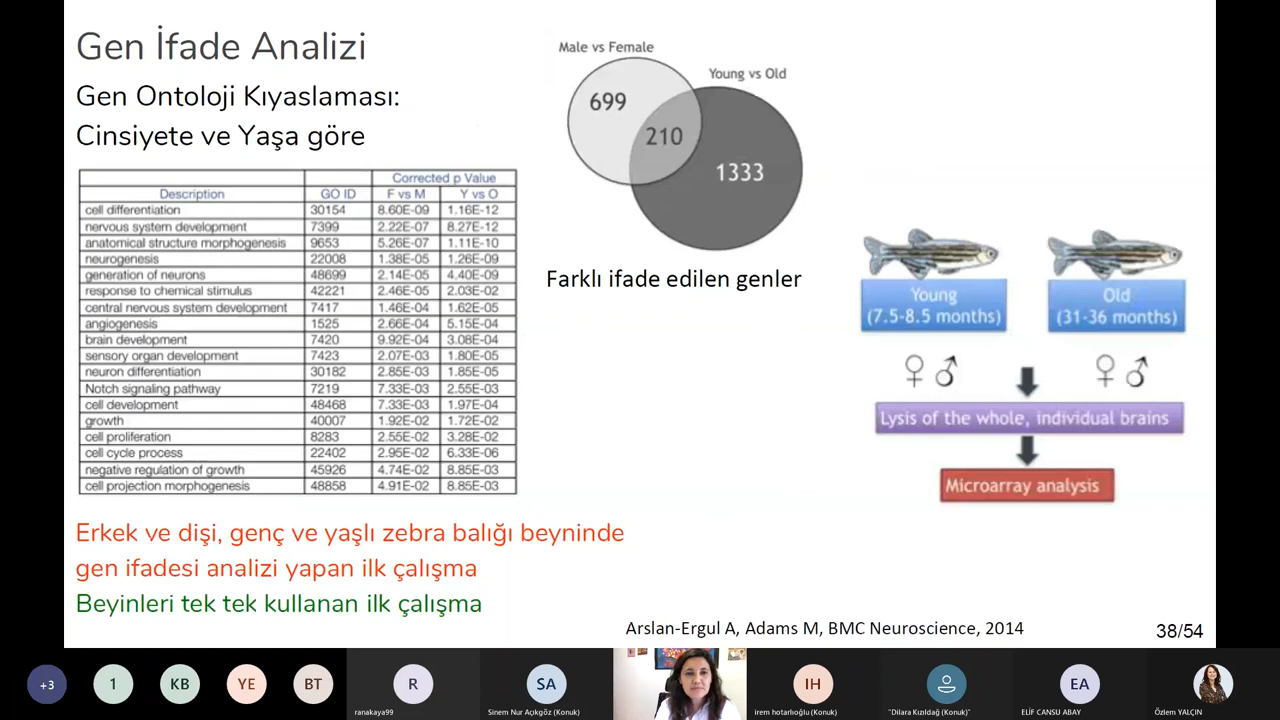 Gen İfade Analizi
Gen Ontoloji Kıyaslaması:
Cinsiyete ve Yaşa göre
Corrected p Value
Description GO ID F vs M Y vs O
cell differentiation 30154 8.60E-09 1.16E-12
nervous system development 7399 2.22E-07 8.27E-12
anatomical structure morphogenesis 9653 5.26E-07 1.11E-10
neurogenesis 22008 1.38E-05 1.26E-09
generation of neurons 48699 2.14E-05 4.40E-09
response to chemical stimulus 42221 2.46E-05 2.03E-02
central nervous system development 7417 1.46E-04 1.62E-05
angiogenesis 1525 2.66E-04 5.15E-04
brain development 7420 9.92E-04 3.08E-04
sensory organ development 7423 2.07E-03 1.80E-05
neuron differentiation 30182 2.85E-03 1.85E-05
Notch signaling pathway 7219 7.33E-03 2.55E-03
cell development 48468 7.33E-03 1.97E-04
growth 40007 1.92E-02 1.72E-02
cell proliferation 8283 2.55E-02 3.28E-02
cell cycle process 22402 2.95E-02 6.33E-06
negative regulation of growth 45926 4.74E-02 8.85E-03
cell projection morphogenesis 48858 4.91E-02 8.85E-03
Male vs Female
Young vs Old
699
210
1333
Farklı ifade edilen genler
Young
(7.5-8.5 months)
Old
(31-36 months)
♀ ♂ ♀ ♂
Lysis of the whole, individual brains
Microarray analysis
Erkek ve dişi, genç ve yaşlı zebra balığı beyninde
gen ifadesi analizi yapan ilk çalışma
Beyinleri tek tek kullanan ilk çalışma
Arslan-Ergul A, Adams M, BMC Neuroscience, 2014
38/54
+3 1 KB YE BT R SA IH EA
ranakaya99
Sinem Nur Açıkgöz (Konuk)
irem hotarlıoğlu (Konuk)
"Dilara Kızıldağ (Konuk)"
ELİF CANSU ABAY
Özlem YALÇIN